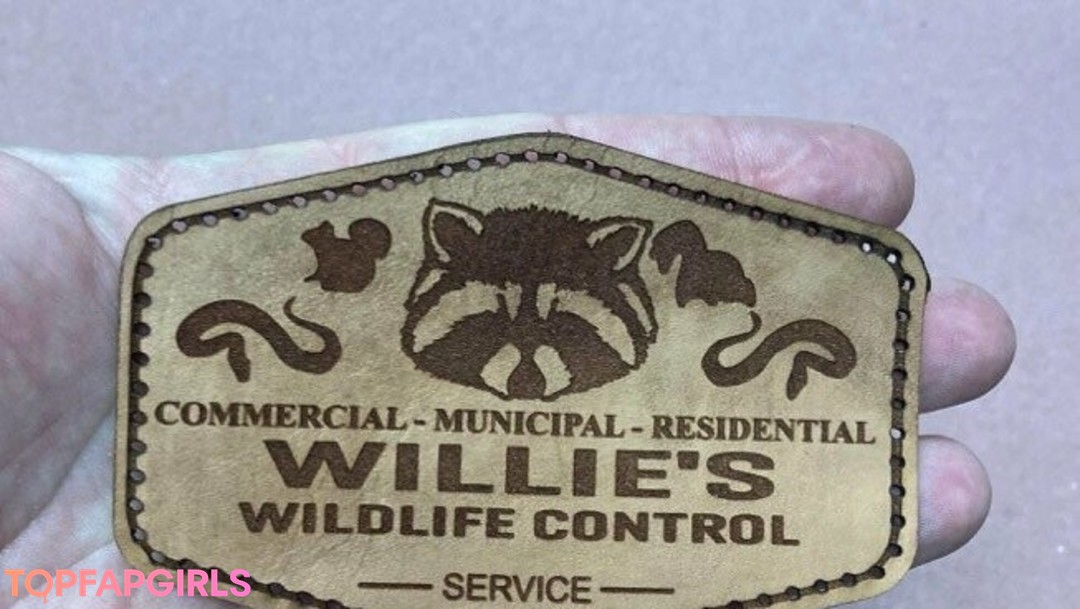 COMMERCIAL - MUNICIPAL - RESIDENTIAL
WILLIE'S
WILDLIFE CONTROL
SERVICE
TOPFAPGIRLS